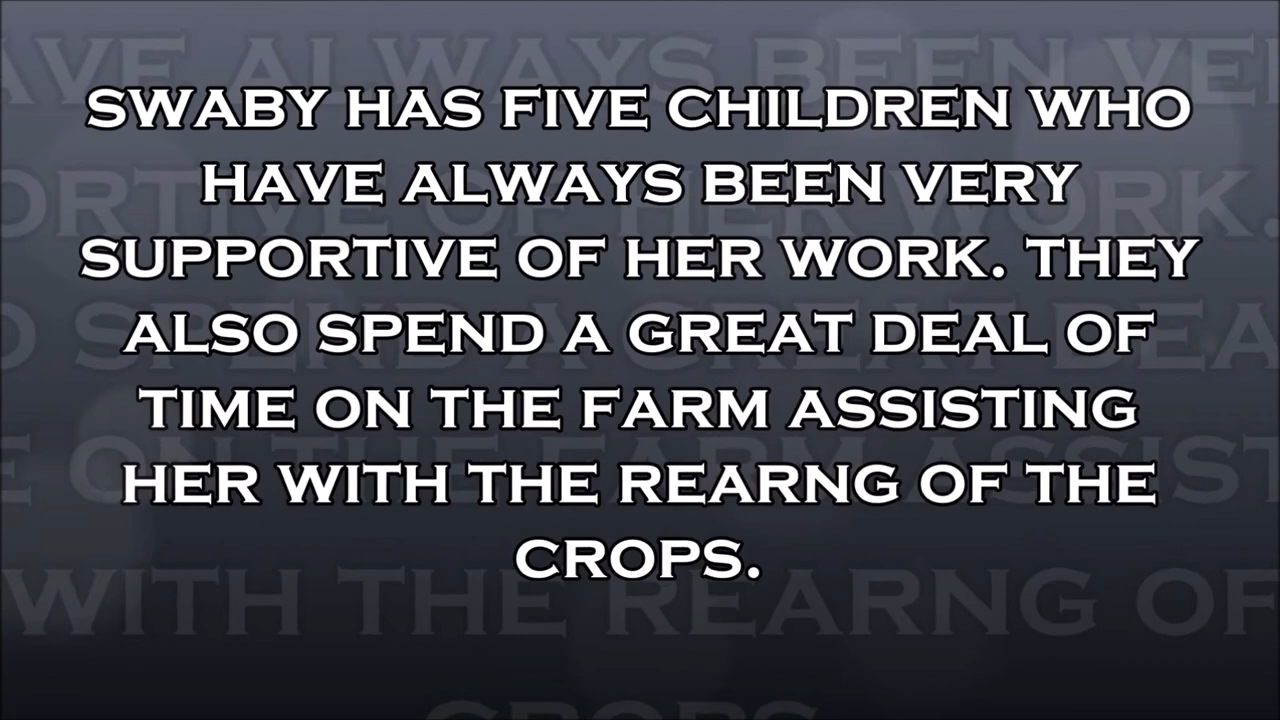 SWABY HAS FIVE CHILDREN WHO
HAVE ALWAYS BEEN VERY
SUPPORTIVE OF HER WORK. THEY
ALSO SPEND A GREAT DEAL OF
TIME ON THE FARM ASSISTING
HER WITH THE REARNG OF THE
CROPS.